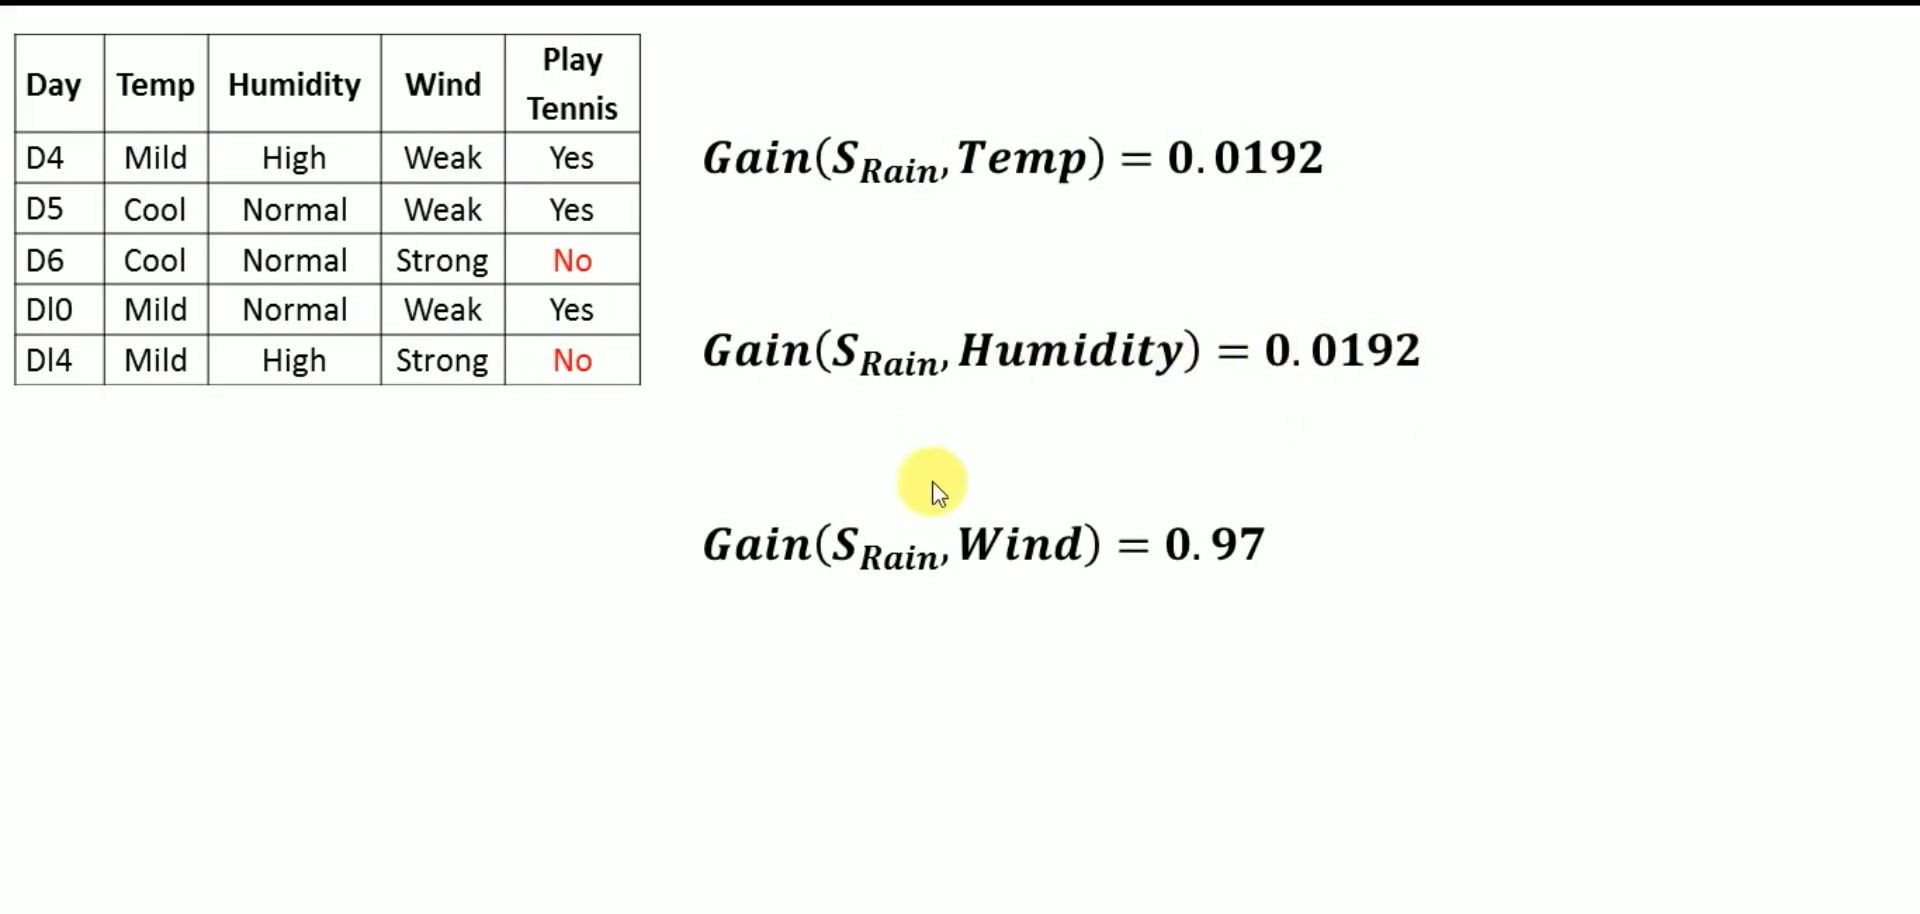 Day Temp Humidity Wind Play Tennis
D4 Mild High Weak Yes
D5 Cool Normal Weak Yes
D6 Cool Normal Strong No
Dl0 Mild Normal Weak Yes
Dl4 Mild High Strong No
Gain(S_Rain, Temp) = 0.0192
Gain(S_Rain, Humidity) = 0.0192
Gain(S_Rain, Wind) = 0.97